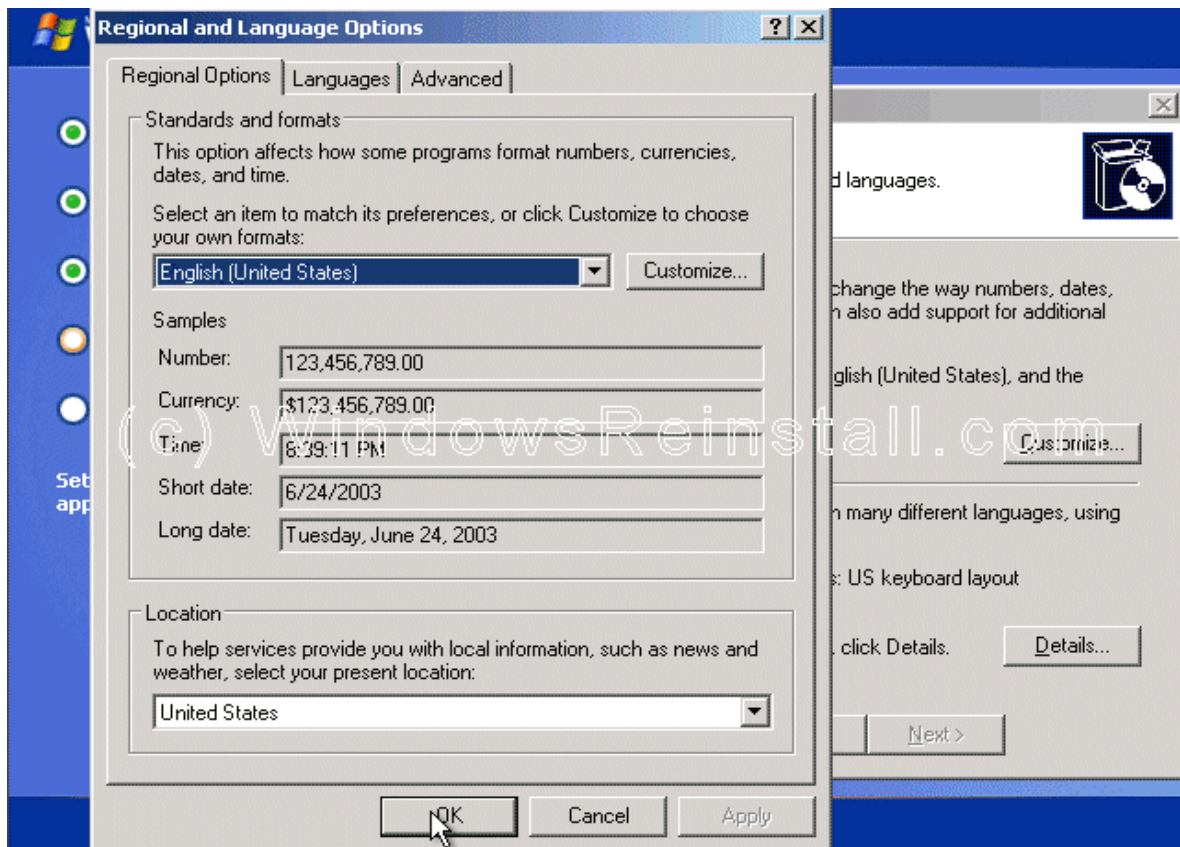 Regional and Language Options
Regional Options Languages Advanced
Standards and formats
This option affects how some programs format numbers, currencies,
dates, and time.
Select an item to match its preferences, or click Customize to choose
your own formats:
English (United States) Customize...
Samples
Number: 123,456,789.00
Currency: $123,456,789.00
Time: 8:39:11 PM
Short date: 6/24/2003
Long date: Tuesday, June 24, 2003
Location
To help services provide you with local information, such as news and
weather, select your present location:
United States
OK Cancel Apply
d languages.
change the way numbers, dates,
also add support for additional
glish (United States), and the
Customize...
many different languages, using
: US keyboard layout
. click Details. Details...
Next >
Set
app
(c) WindowsReinstall.com